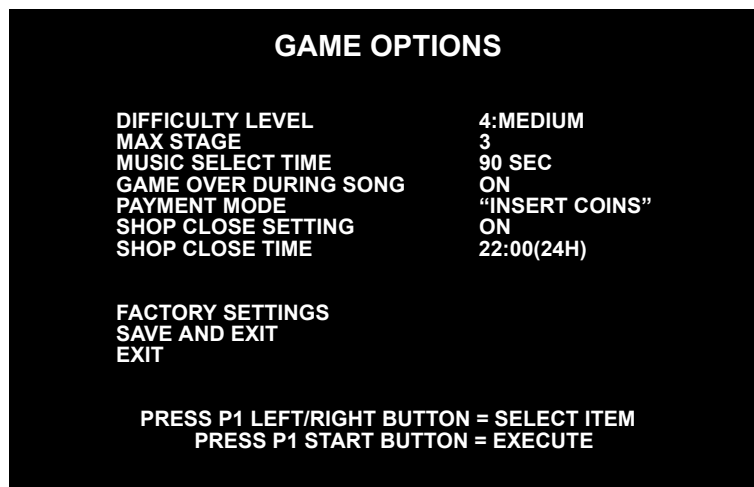 GAME OPTIONS
DIFFICULTY LEVEL 4:MEDIUM
MAX STAGE 3
MUSIC SELECT TIME 90 SEC
GAME OVER DURING SONG ON
PAYMENT MODE “INSERT COINS”
SHOP CLOSE SETTING ON
SHOP CLOSE TIME 22:00(24H)
FACTORY SETTINGS
SAVE AND EXIT
EXIT
PRESS P1 LEFT/RIGHT BUTTON = SELECT ITEM
PRESS P1 START BUTTON = EXECUTE